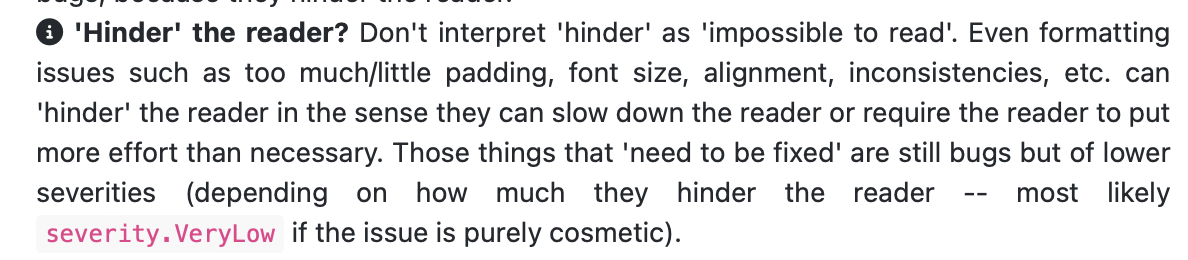 'Hinder' the reader? Don't interpret 'hinder' as 'impossible to read'. Even formatting
issues such as too much/little padding, font size, alignment, inconsistencies, etc. can
'hinder' the reader in the sense they can slow down the reader or require the reader to put
more effort than necessary. Those things that 'need to be fixed' are still bugs but of lower
severities (depending on how much they hinder the reader -- most likely
severity.VeryLow if the issue is purely cosmetic).